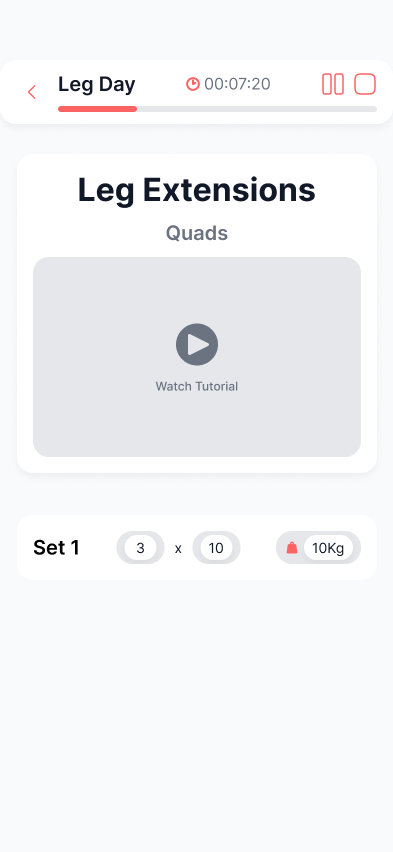 Leg Day 00:07:20
Leg Extensions
Quads
Watch Tutorial
Set 1 3 x 10 10Kg